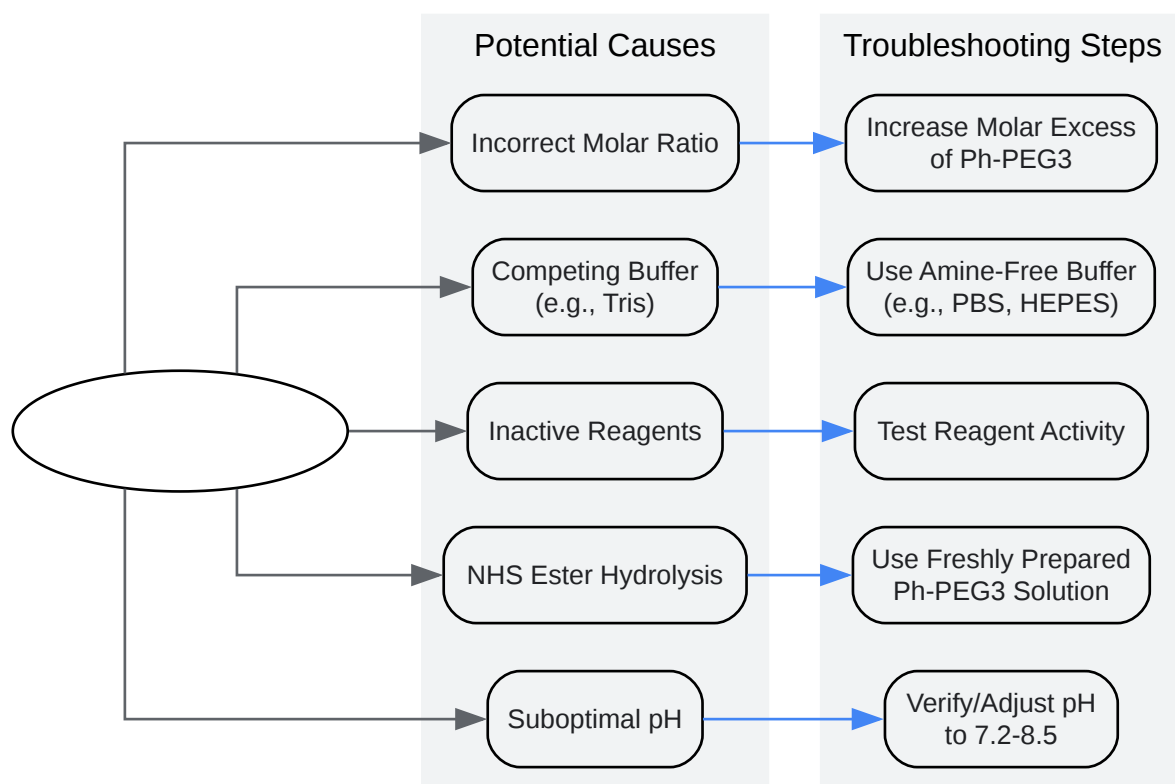 Potential Causes
Troubleshooting Steps
Incorrect Molar Ratio
Increase Molar Excess
of Ph-PEG3
Competing Buffer
(e.g., Tris)
Use Amine-Free Buffer
(e.g., PBS, HEPES)
Inactive Reagents
Test Reagent Activity
NHS Ester Hydrolysis
Use Freshly Prepared
Ph-PEG3 Solution
Suboptimal pH
Verify/Adjust pH
to 7.2-8.5